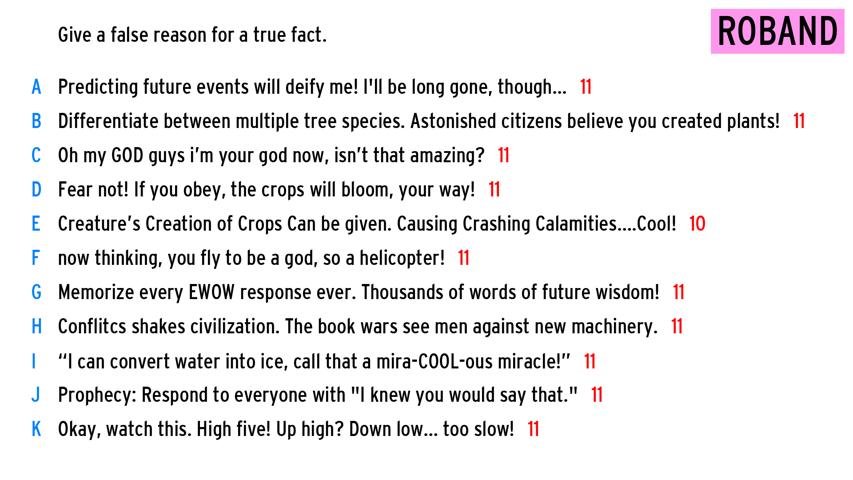 Give a false reason for a true fact.
ROBAND
A Predicting future events will deify me! I'll be long gone, though... 11
B Differentiate between multiple tree species. Astonished citizens believe you created plants! 11
C Oh my GOD guys i'm your god now, isn't that amazing? 11
D Fear not! If you obey, the crops will bloom, your way! 11
E Creature's Creation of Crops Can be given. Causing Crashing Calamities....Cool! 10
F now thinking, you fly to be a god, so a helicopter! 11
G Memorize every EWOW response ever. Thousands of words of future wisdom! 11
H Conflitcs shakes civilization. The book wars see men against new machinery. 11
I “I can convert water into ice, call that a mira-COOL-ous miracle!” 11
J Prophecy: Respond to everyone with "I knew you would say that." 11
K Okay, watch this. High five! Up high? Down low... too slow! 11